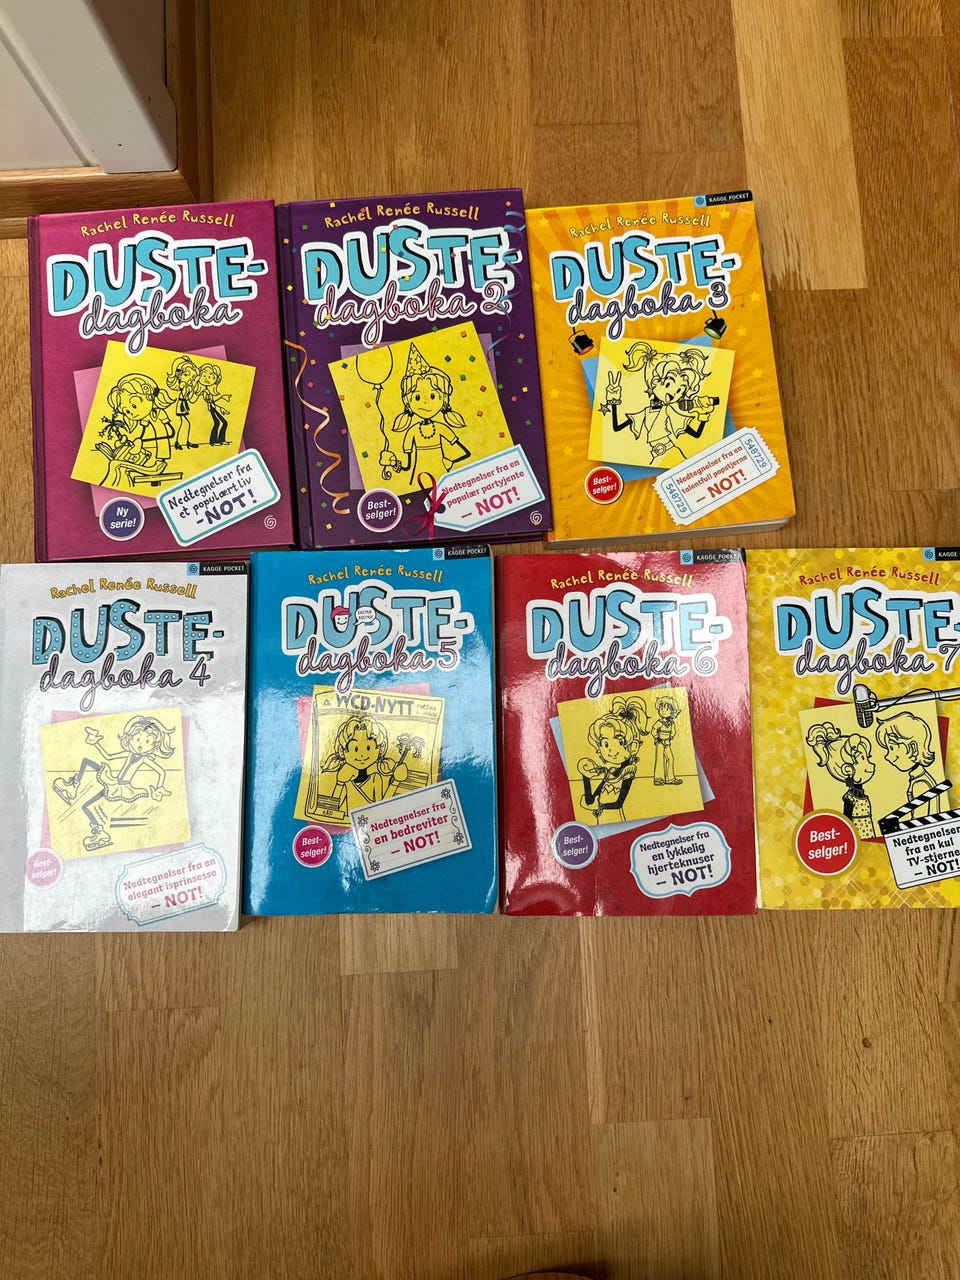 Rachel Renée Russell
DUSTE-
dagboka
Nedtegnelser fra
et populært liv
- NOT!
Ny
serie!
Rachel Renée Russell
DUSTE-
dagboka 2
Nedtegnelser fra en
populær partyjente
- NOT!
Best-
selger!
KAGGE POCKET
Rachel Renée Russell
DUSTE-
dagboka 3
548729
Nedtegnelser fra en
talentfull popstjerne
- NOT!
548729
Best-
selger!
KAGGE POCKET
Rachel Renée Russell
DUSTE-
dagboka 4
Best-
selger!
Nedtegnelser fra en
elegant isprinsesse
- NOT!
KAGGE POCKET
Rachel Renée Russell
DUSTE-
dagboka 5
WCD-NYTT
Nedtegnelser fra
en bedreviter
- NOT!
Best-
selger!
KAGGE POCKET
Rachel Renée Russell
DUSTE-
dagboka 6
Best-
selger!
Nedtegnelser fra
en lykkelig
hjerteknuser
- NOT!
KAGGE
Rachel Renée Russell
DUSTE-
dagboka 7
Best-
selger!
Nedtegnelser
fra en kul
TV-stjerne
- NOT!